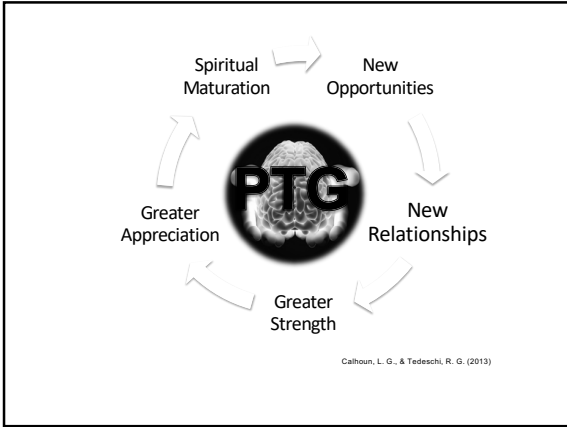 Spiritual
Maturation
New
Opportunities
PTG
Greater
Appreciation
New
Relationships
Greater
Strength
Calhoun, L. G., & Tedeschi, R. G. (2013)